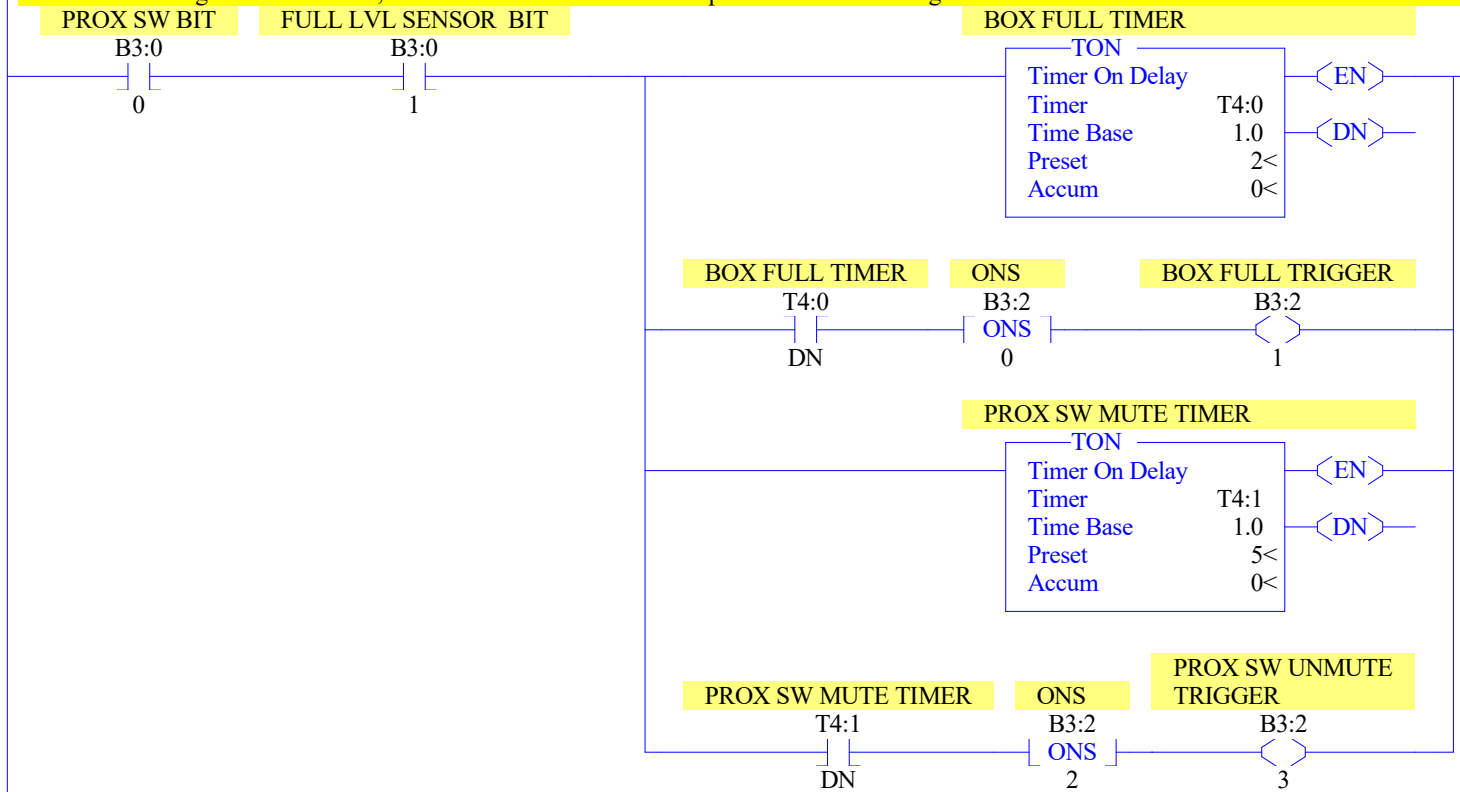 PROX SW BIT FULL LVL SENSOR BIT BOX FULL TIMER
B3:0 B3:0 TON
Timer On Delay EN
0 1 Timer T4:0
Time Base 1.0 DN
Preset 2<
Accum 0<
BOX FULL TIMER ONS BOX FULL TRIGGER
T4:0 B3:2 B3:2
ONS
DN 0 1
PROX SW MUTE TIMER
TON
Timer On Delay EN
Timer T4:1
Time Base 1.0 DN
Preset 5<
Accum 0<
PROX SW UNMUTE
PROX SW MUTE TIMER ONS TRIGGER
T4:1 B3:2 B3:2
ONS
DN 2 3